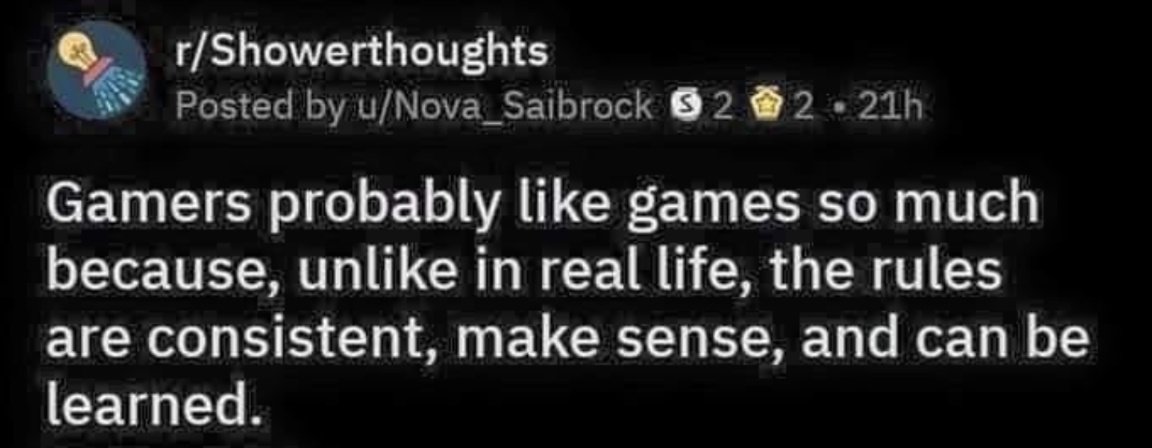 r/Showerthoughts
Posted by u/Nova_Saibrock S 2 2 • 21h
Gamers probably like games so much
because, unlike in real life, the rules
are consistent, make sense, and can be
learned.